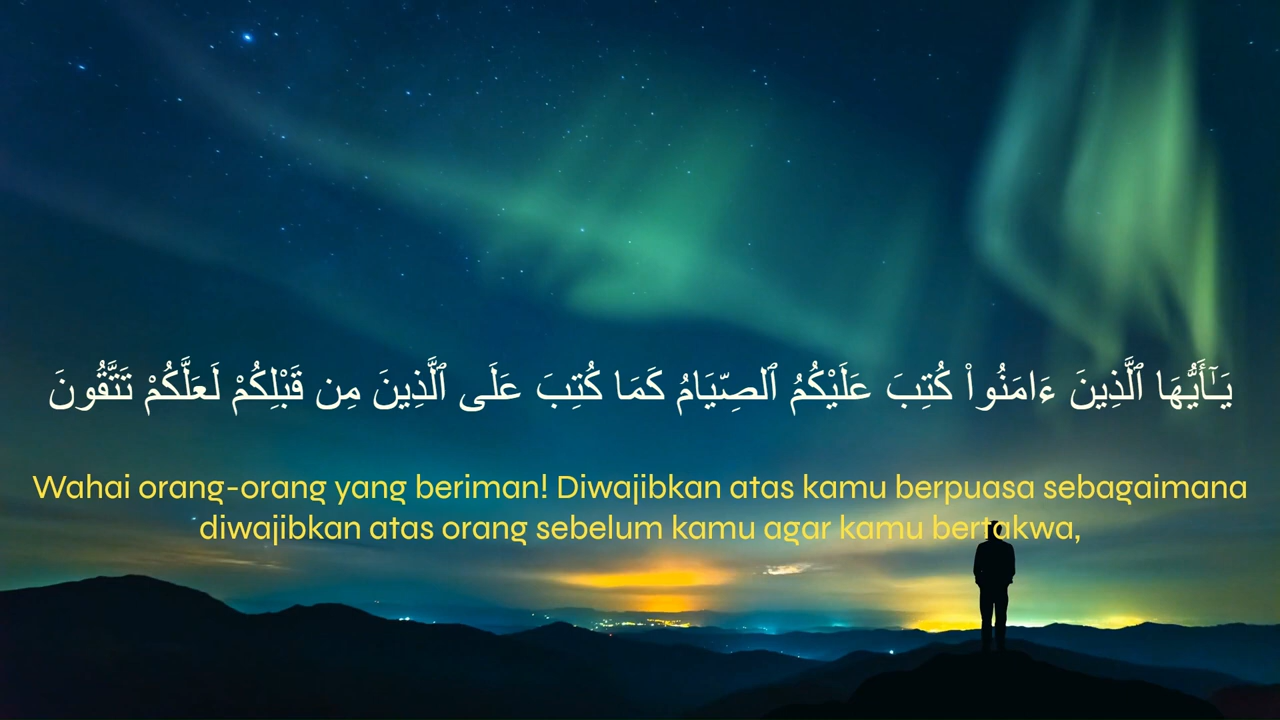 يَـٰٓأَيُّهَا ٱلَّذِينَ ءَامَنُوا۟ كُتِبَ عَلَيْكُمُ ٱلصِّيَامُ كَمَا كُتِبَ عَلَى ٱلَّذِينَ مِن قَبْلِكُمْ لَعَلَّكُمْ تَتَّقُونَ
Wahai orang-orang yang beriman! Diwajibkan atas kamu berpuasa sebagaimana
diwajibkan atas orang sebelum kamu agar kamu bertakwa,